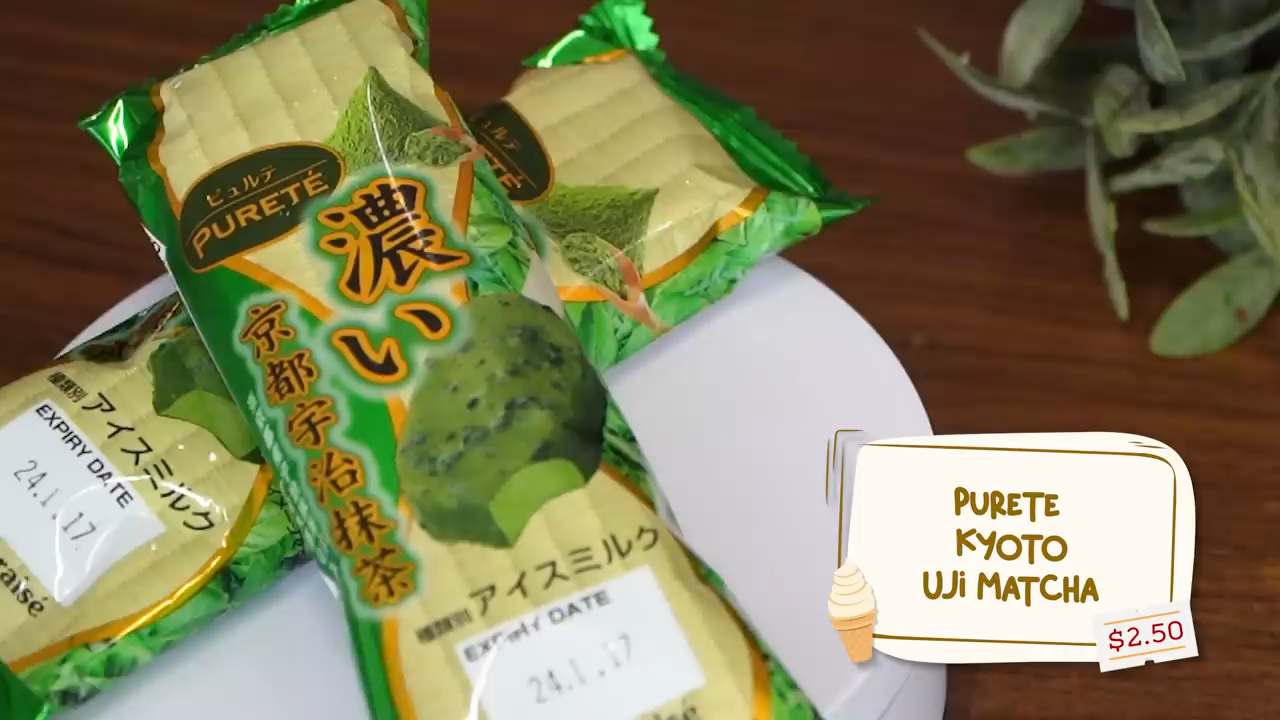 ピュルテ
PURETÉ
濃い
京都宇治抹茶
種類別 アイスミルク
EXPIRY DATE
24.1.17
種類別 アイスミルク
EXPIRY DATE
24.1.17
PURETE
KYOTO
UJI MATCHA
$2.50